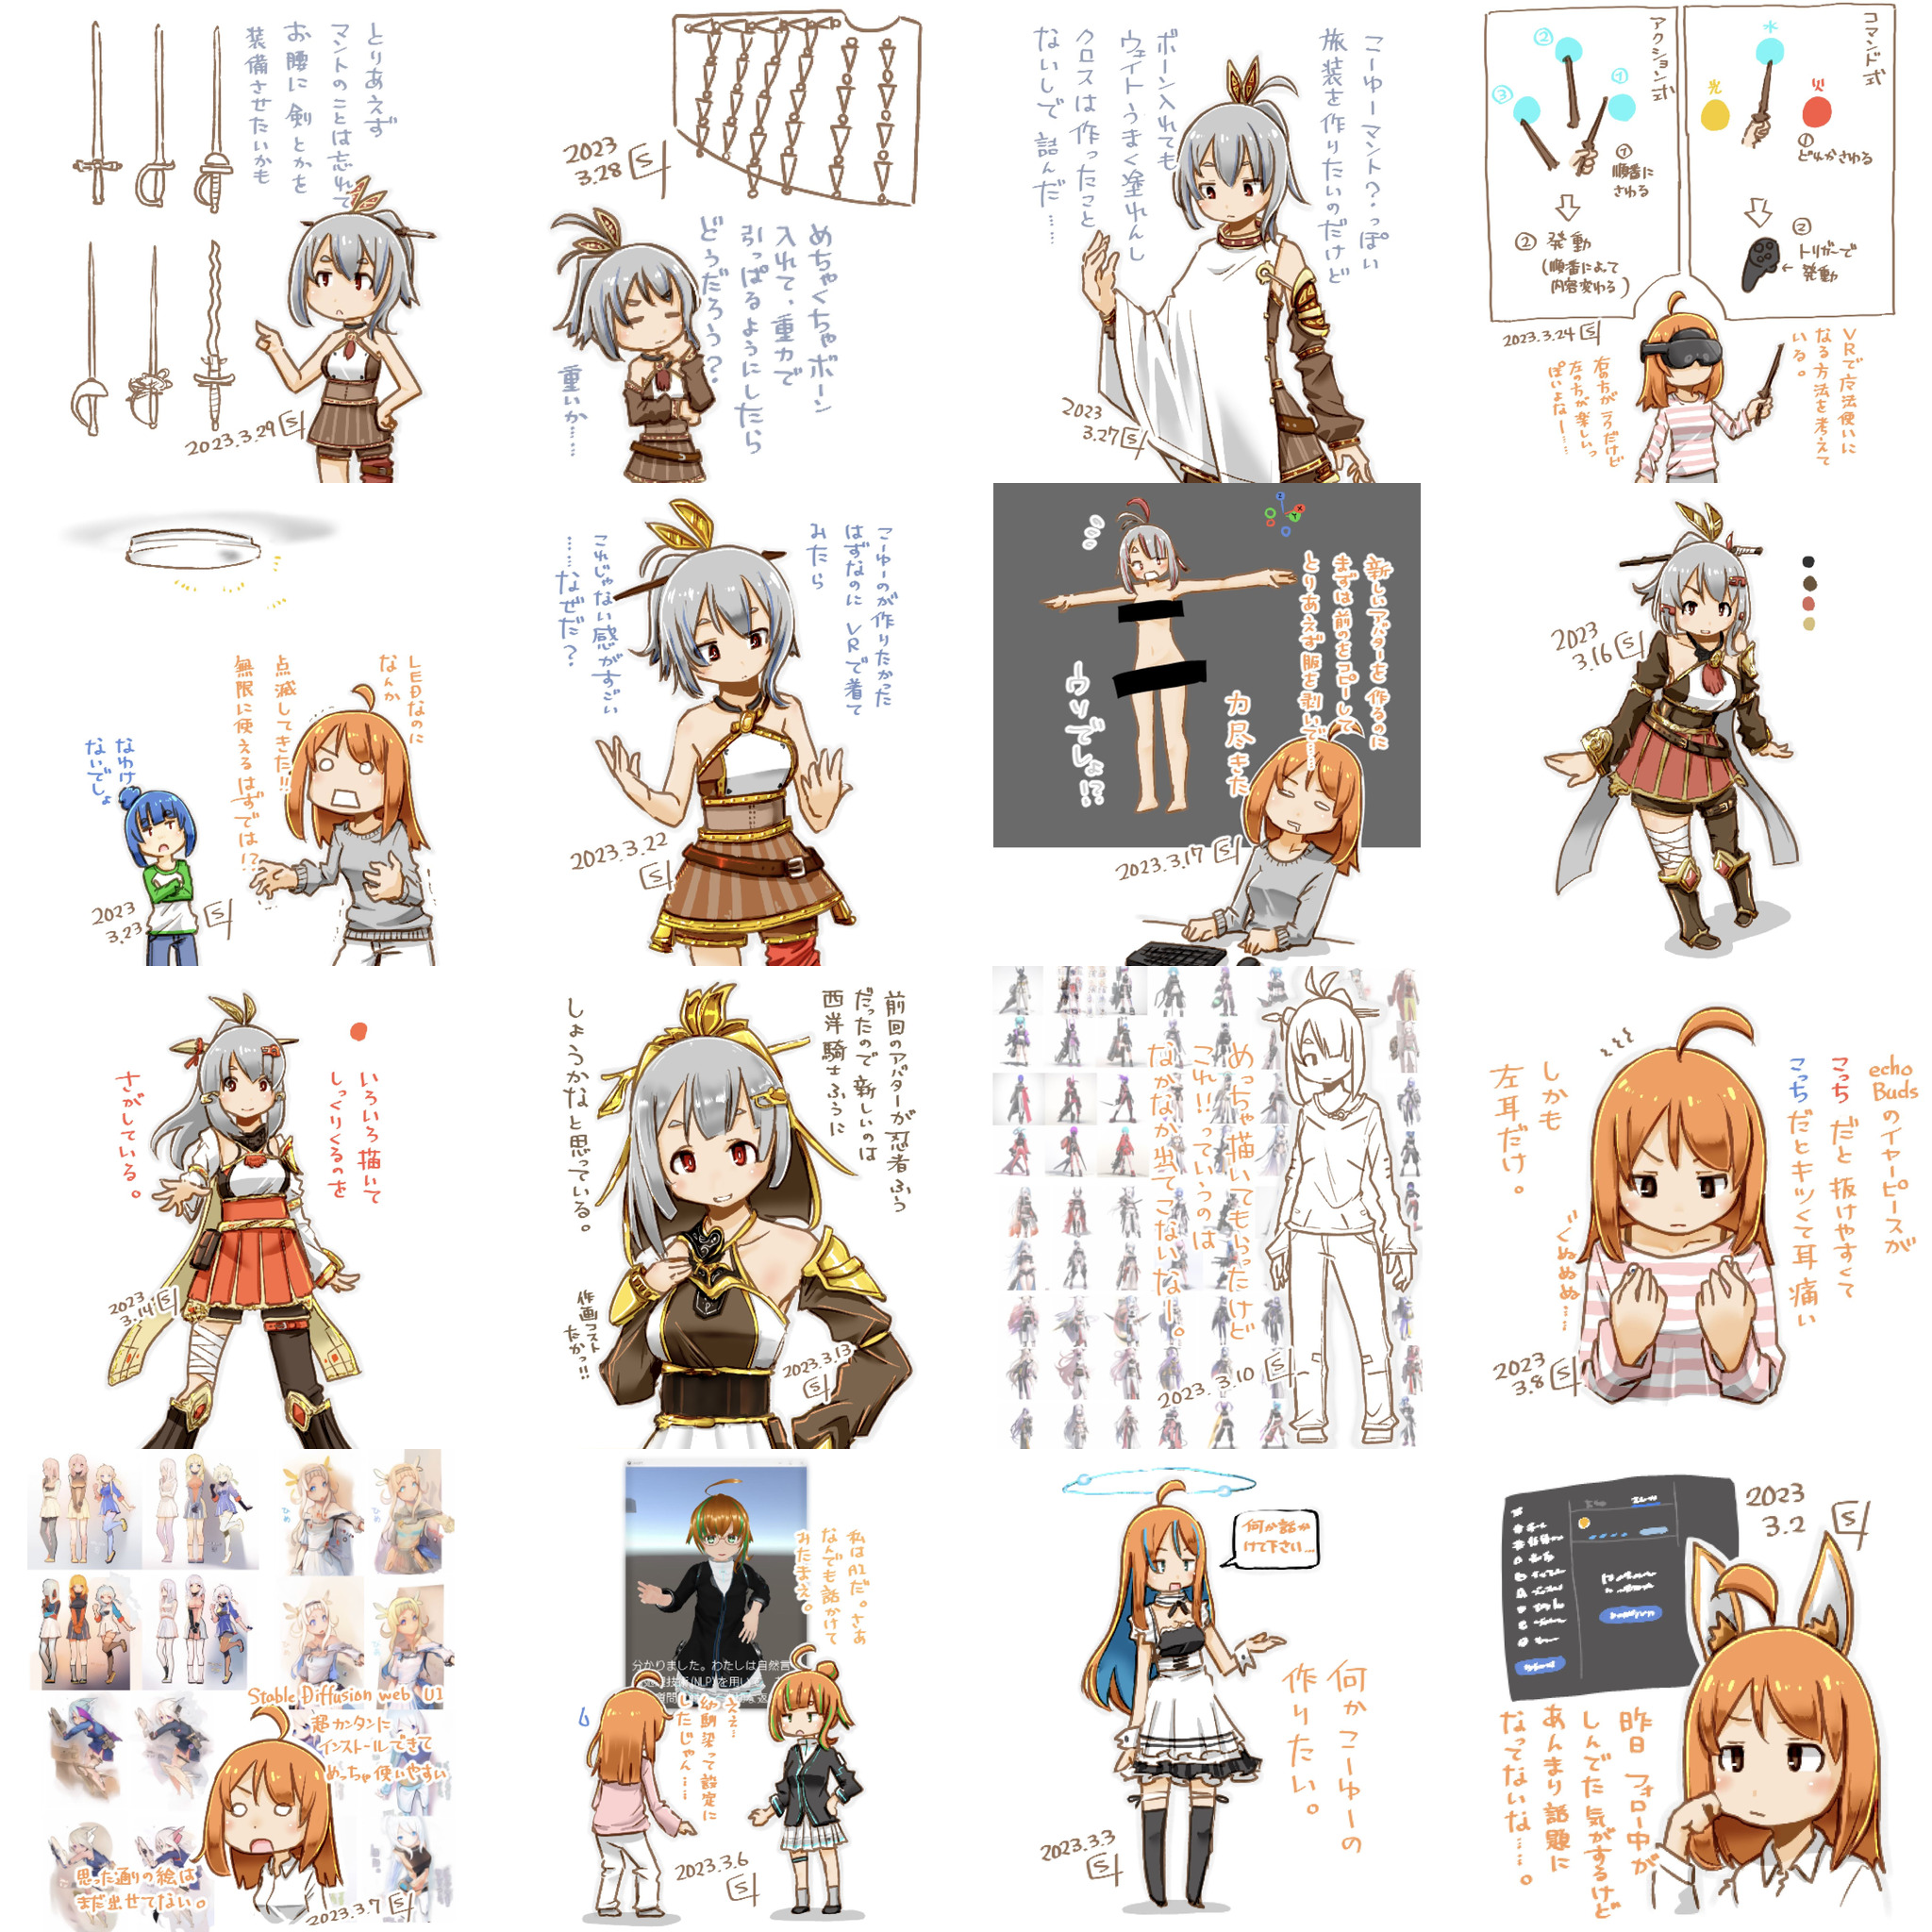 とりあえず
マントのことは忘れて
お腰に剣とかを
装備させたいかも
2023.3.29
2023
3.28
めちゃくちゃボーン
入れて、重力で
引っぱるようにしたら
どうだろう?
重いか……
こーゆーマント?っぽい
旅装を作りたいのだけど
ボーン入れても
ウェイトうまく塗れんし
クロスは作ったこと
ないしで詰んだ……
2023
3.27
コマンド式
水
光
火
①どれかさわる
②トリガーで
発動
アクション式
②
①
③
①順番に
さわる
②発動
(順番によって
内容変わる)
2023.3.24
VRで魔法使いに
なる方法を考えて
いる。
右の方がラクだけど
左の方が楽しいっ
ぽいよなー…
LEDなのに
なんか
点滅してきた!!
無限に使えるはずでは!?
なわけ
ないでしょ
2023
3.23
こーゆーのが作りたかった
はずなのにVRで着て
みたら
これじゃない感がすごい
……なぜだ?
2023.3.22
Z
X
Y
新しいアバターを作るのに
まずは前のをコピーして
とりあえず服を剥いで……
力尽きた
ウソでしょ!?
2023.3.17
2023
3.16
いろいろ描いて
しっくりくるのを
さがしている。
2023
3.14
前回のアバターが忍者ふう
だったので新しいのは
西洋騎士ふうに
しようかなと思っている。
作画コスト
たかっ!!
2023.3.13
めっちゃ描いてもらったけど
これ!!っていうのは
なかなか出てこないなー。
2023.3.10
echo
Budsのイヤーピースが
こっちだと抜けやすくて
こっちだとキツくて耳痛い
しかも
左耳だけ。
ぐぬぬぬ…
2023
3.8
Stable Diffusion web UI
超カンタンに
インストールできて
めっちゃ使いやすい
思った通りの絵は
まだ出せてない。
2023.3.7
私はAIだ。さあ
なんでも話かけて
みたまえ。
分かりました。わたしは自然言
技術(NLP)を用い
ええ…
幼馴染って設定に
したじゃん……
2023.3.6
何か話か
けて下さい…
何かこーゆーの
作りたい。
2023.3.3
2023
3.2
昨日フォロー中が
しんでた気がするけど
あんまり話題に
なってないな……。